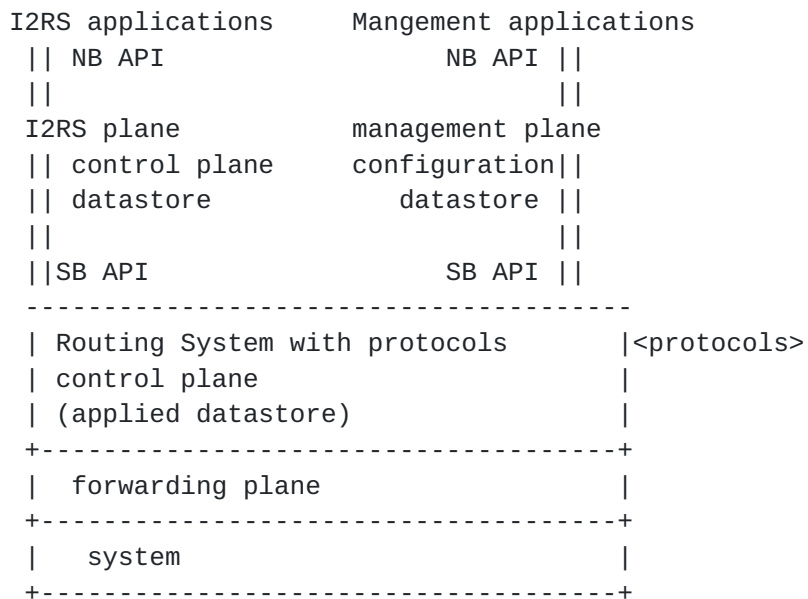 I2RS applications     Mangement applications
 || NB API                  NB API ||
 ||                                ||
 I2RS plane           management plane
 || control plane     configuration||
 || datastore            datastore ||
 ||                                ||
 ||SB API                   SB API ||
 ---------------------------------------
 | Routing System with protocols       |<protocols>
 | control plane                       |
 | (applied datastore)                 |
 +-------------------------------------+
 |  forwarding plane                   |
 +-------------------------------------+
 |   system                            |
 +-------------------------------------+